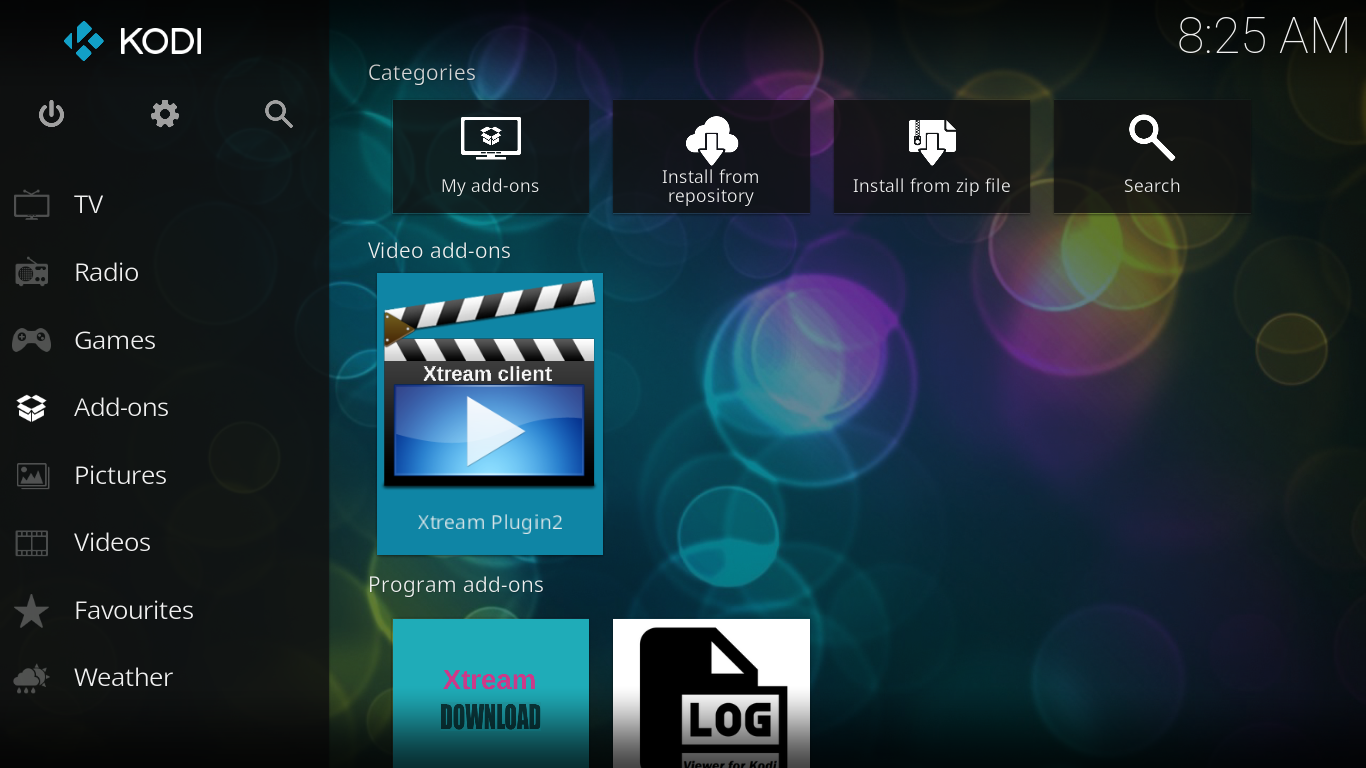 KODI
8:25 AM
Categories
My add-ons
Install from
repository
Install from zip file
Search
TV
Radio
Games
Add-ons
Pictures
Videos
Favourites
Weather
Video add-ons
Xtream client
Xtream Plugin2
Program add-ons
Xtream
DOWNLOAD
LOG
Viewer for Kodi